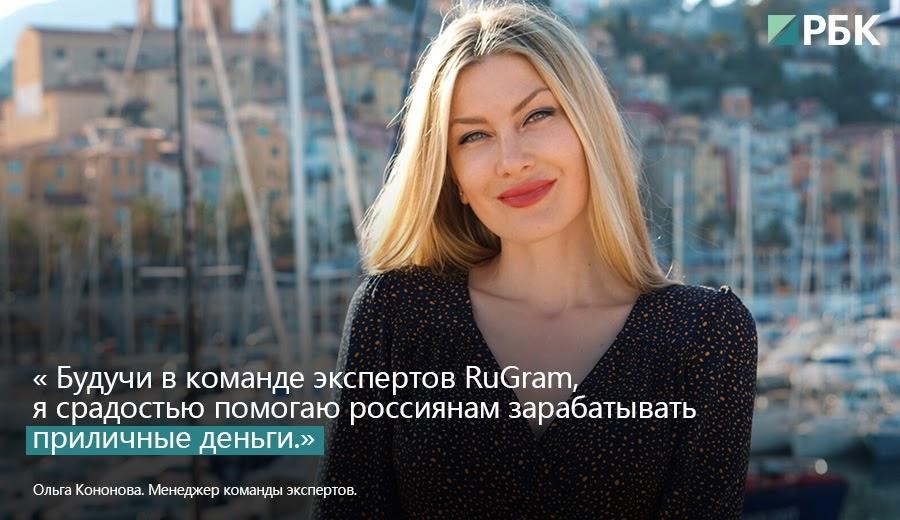 РБК
« Будучи в команде экспертов RuGram,
я срадостью помогаю россиянам зарабатывать
приличные деньги.»
Ольга Кононова. Менеджер команды экспертов.